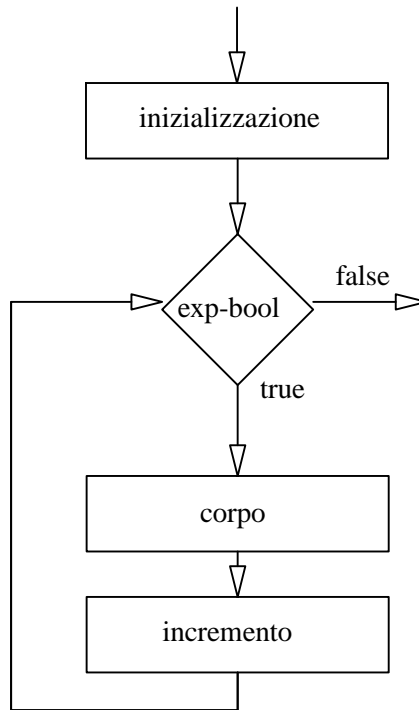 inizializzazione
false
exp-bool
true
corpo
incremento